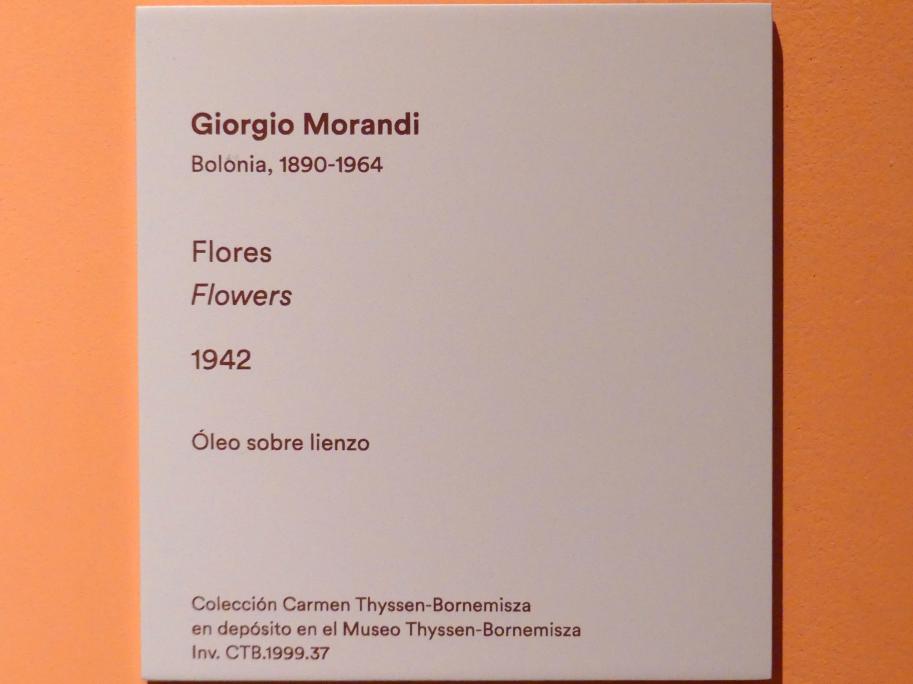 Giorgio Morandi
Bolonia, 1890-1964
Flores
Flowers
1942
Óleo sobre lienzo
Colección Carmen Thyssen-Bornemisza
en depósito en el Museo Thyssen-Bornemisza
Inv. CTB.1999.37